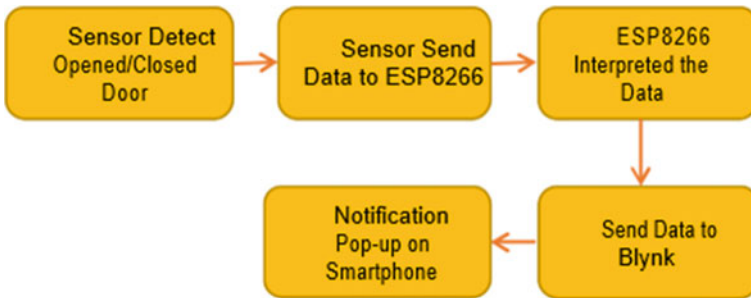 Sensor Detect
Opened/Closed
Door
Sensor Send
Data to ESP8266
ESP8266
Interpreted the
Data
Send Data to
Blynk
Notification
Pop-up on
Smartphone